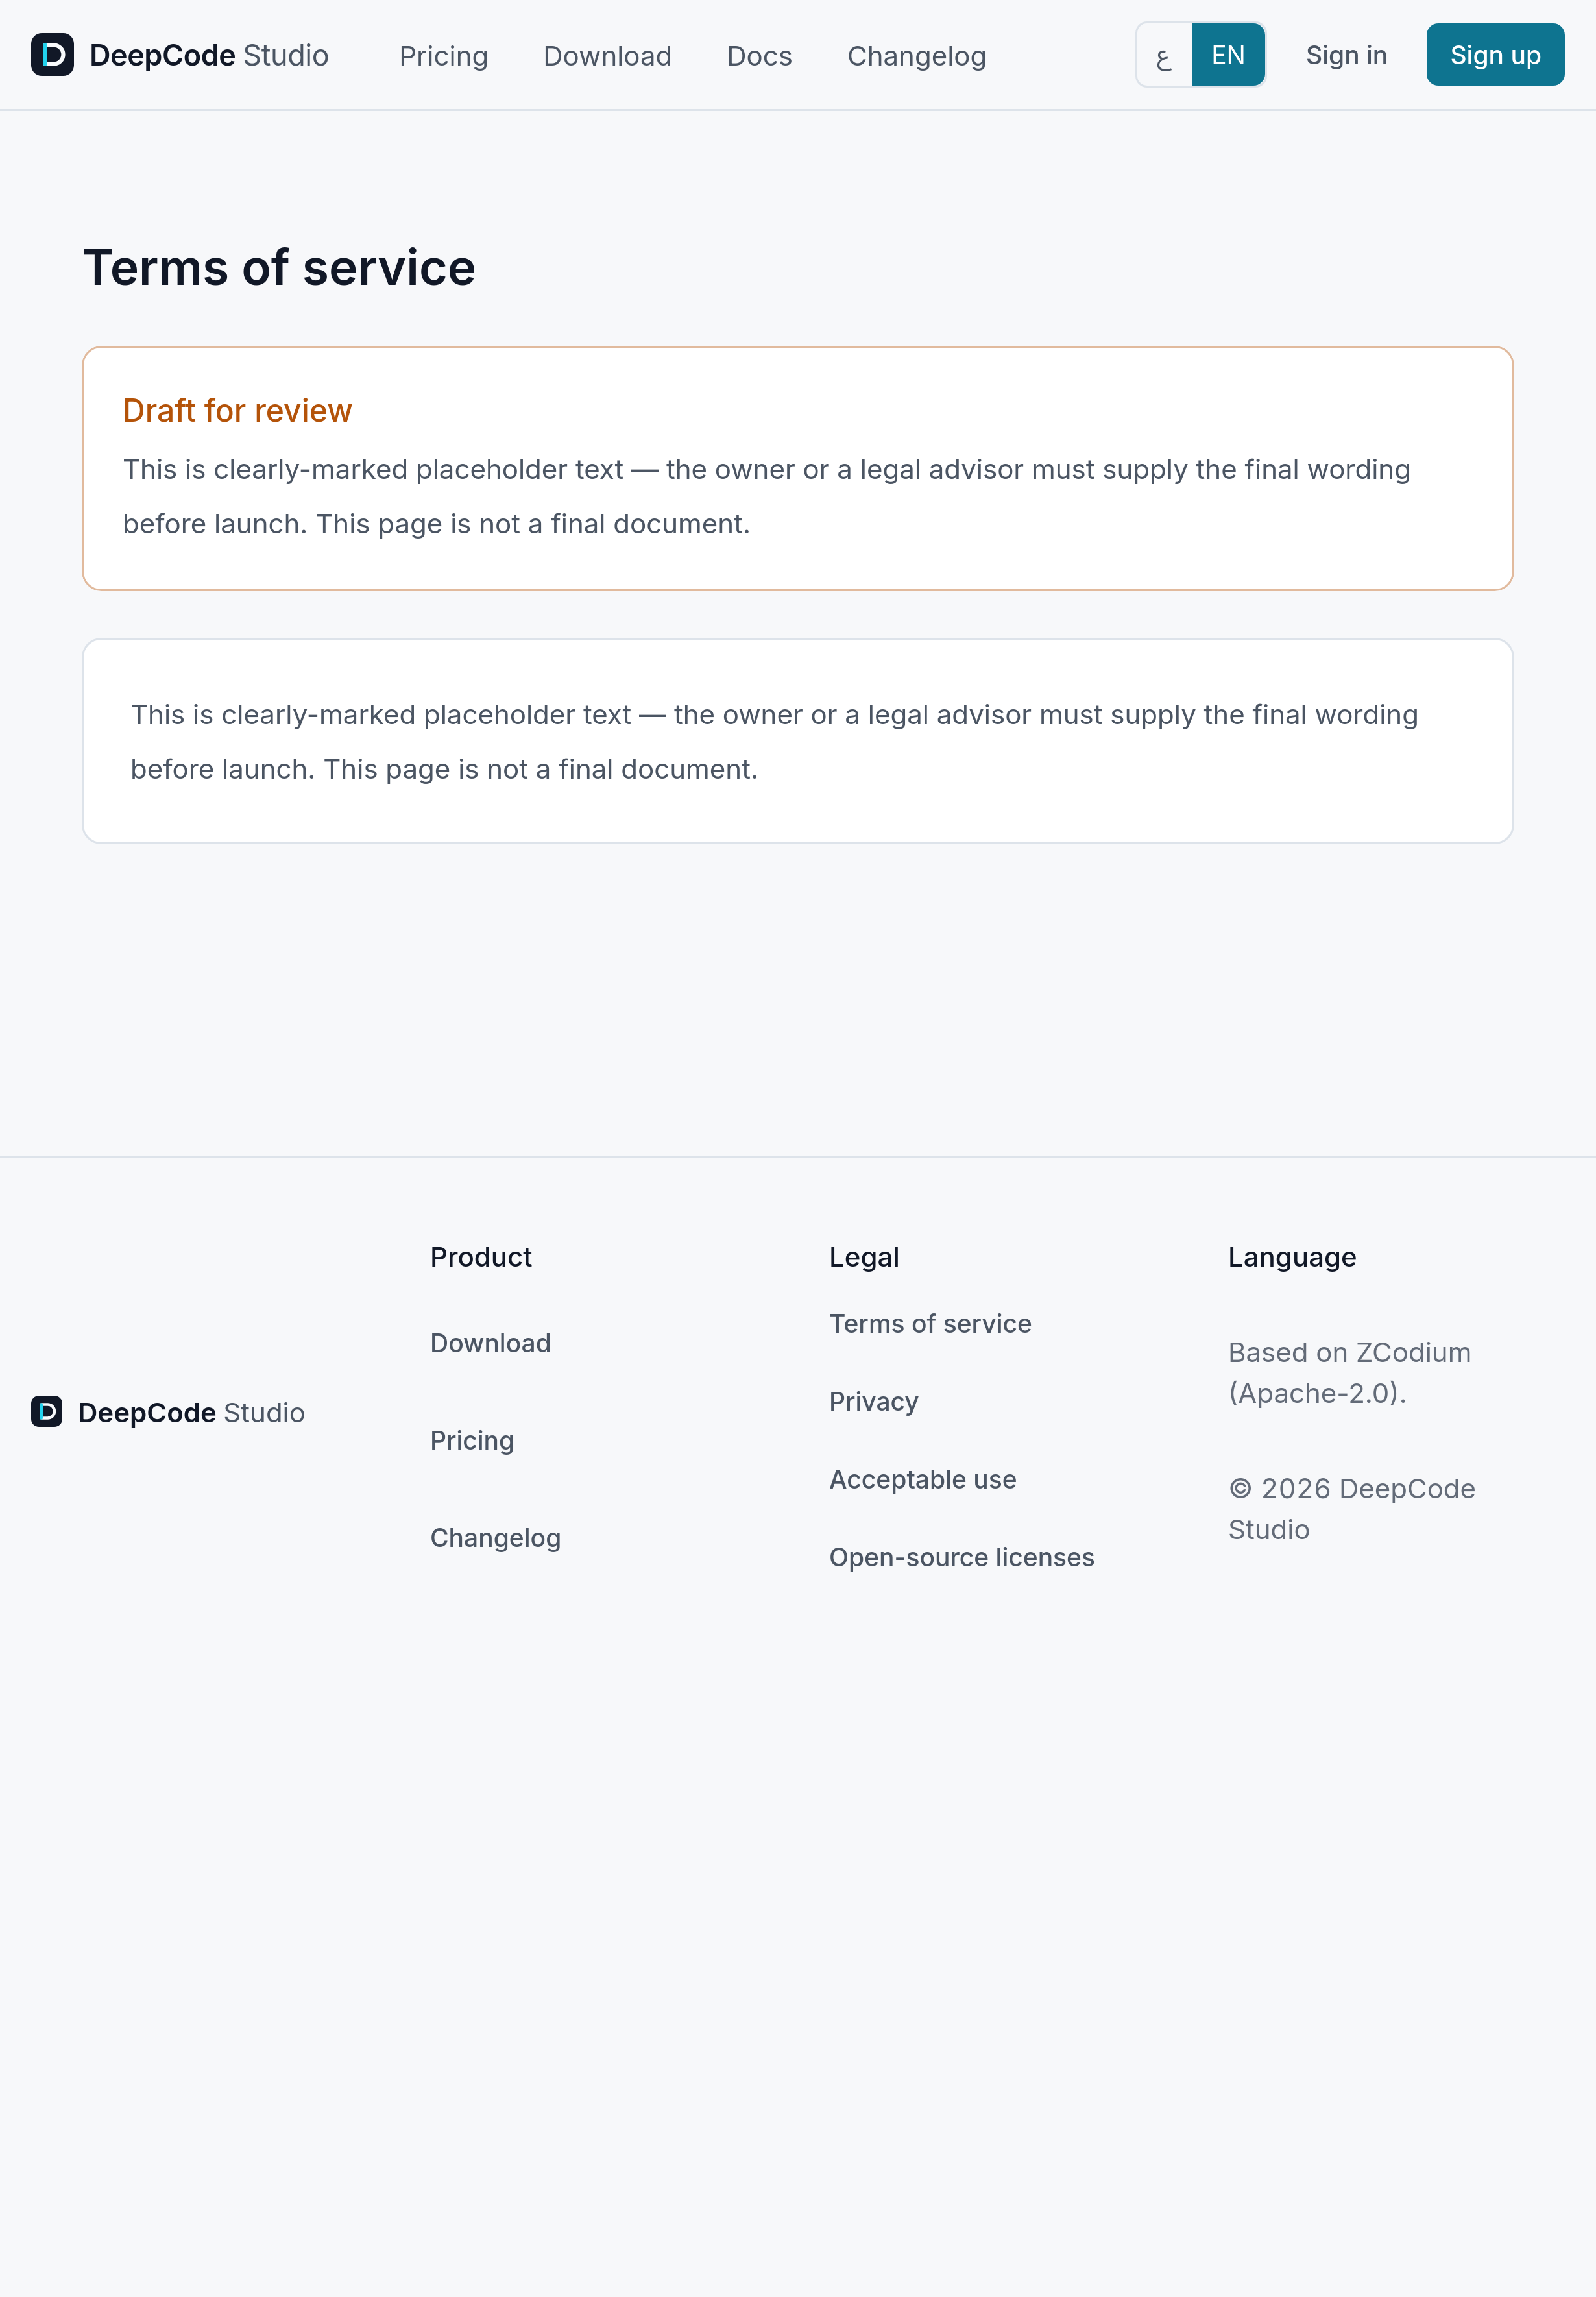 DeepCode Studio
Pricing
Download
Docs
Changelog
ع
EN
Sign in
Sign up
Terms of service
Draft for review
This is clearly-marked placeholder text — the owner or a legal advisor must supply the final wording
before launch. This page is not a final document.
This is clearly-marked placeholder text — the owner or a legal advisor must supply the final wording
before launch. This page is not a final document.
DeepCode Studio
Product
Download
Pricing
Changelog
Legal
Terms of service
Privacy
Acceptable use
Open-source licenses
Language
Based on ZCodium
(Apache-2.0).
© 2026 DeepCode
Studio